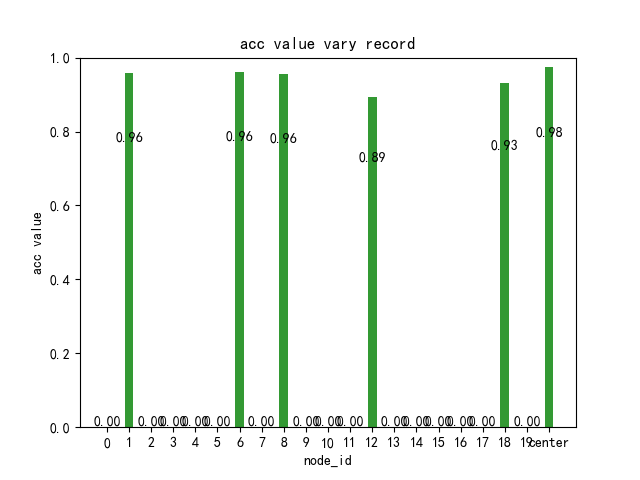 acc value vary record
acc value
1.0
0.8
0.6
0.4
0.2
0.0
0.00 0.96 0.00 0.00 0.00 0.00 0.96 0.00 0.96 0.00 0.00 0.00 0.89 0.00 0.00 0.00 0.00 0.00 0.93 0.00 0.98
0 1 2 3 4 5 6 7 8 9 10 11 12 13 14 15 16 17 18 19 center
node_id